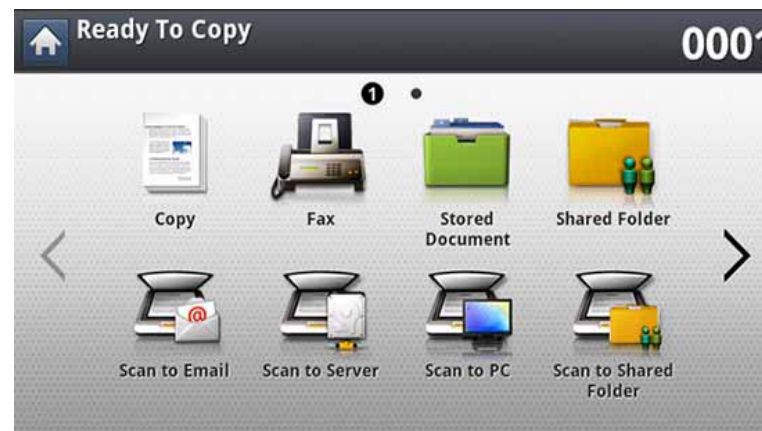 Ready To Copy
0001
1
Copy
Fax
Stored
Document
Shared Folder
@
Scan to Email
Scan to Server
Scan to PC
Scan to Shared
Folder